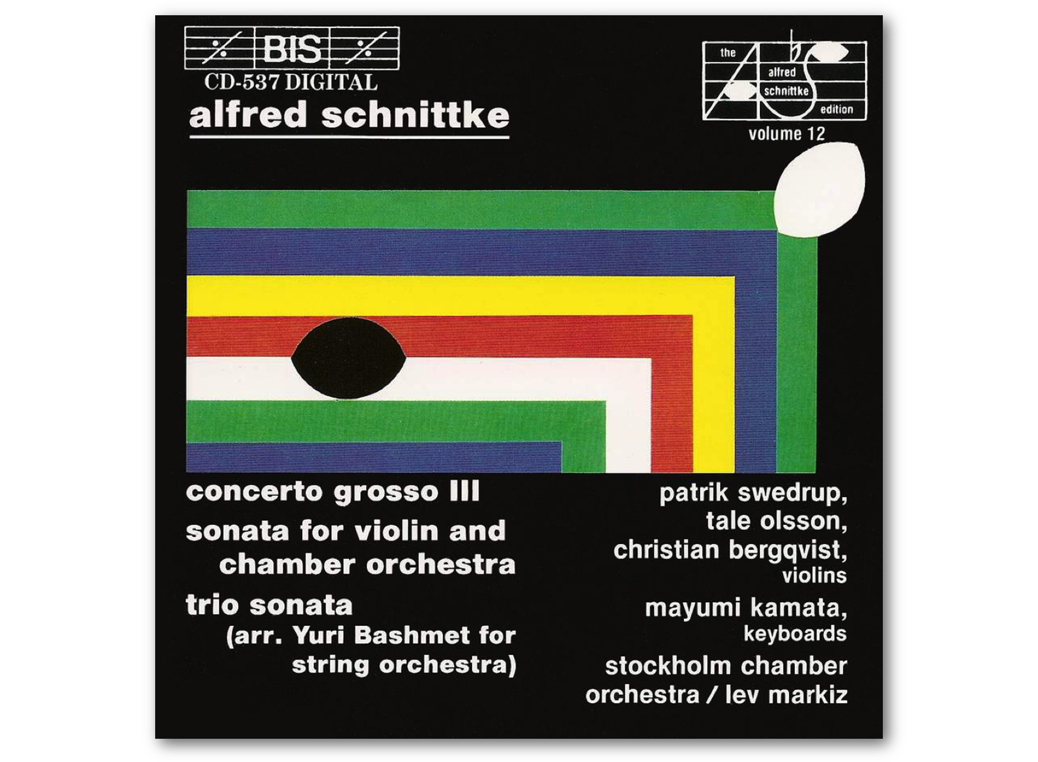 BIS
CD-537 DIGITAL
alfred schnittke
the
alfred
schnittke
edition
volume 12
concerto grosso III
sonata for violin and
chamber orchestra
trio sonata
(arr. Yuri Bashmet for
string orchestra)
patrik swedrup,
tale olsson,
christian bergqvist,
violins
mayumi kamata,
keyboards
stockholm chamber
orchestra / lev markiz